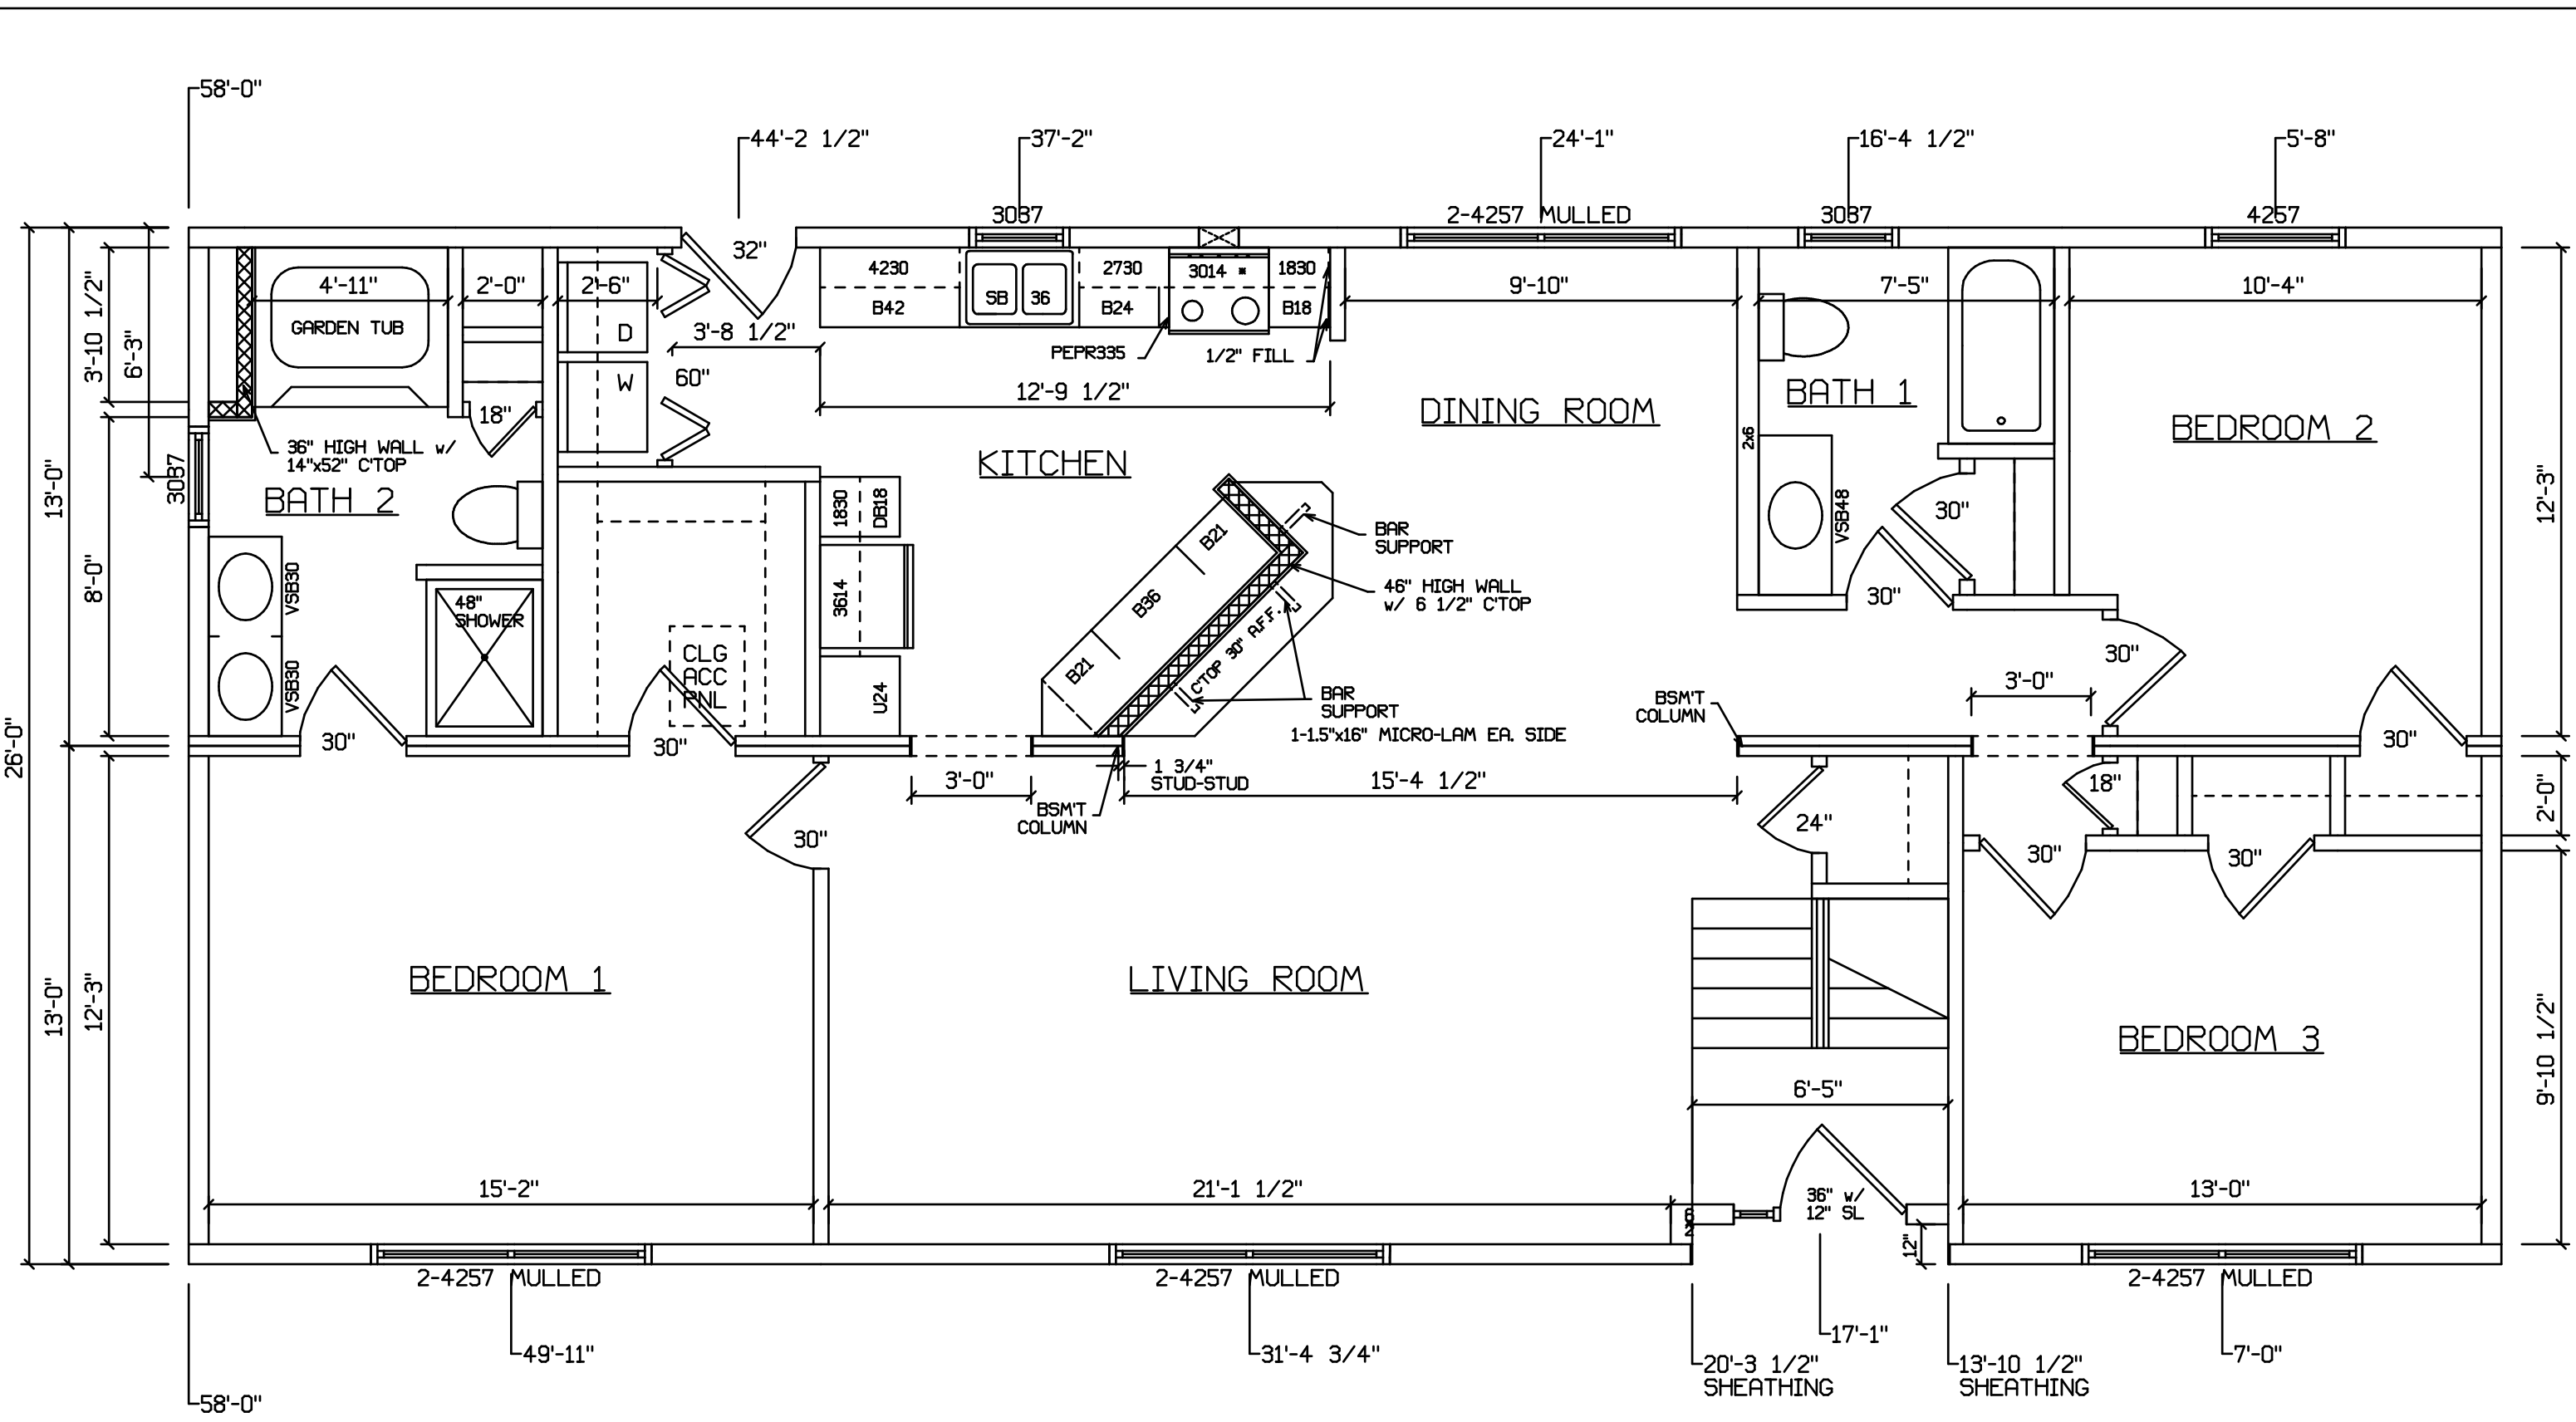 58'-0"
44'-2 1/2"
37'-2"
24'-1"
16'-4 1/2"
5'-8"
3037
2-4257 MULLED
3037
4257
32"
4'-11"
2'-0"
2'-6"
4230
SB 36
2730
3014 *
1830
9'-10"
7'-5"
10'-4"
B42
B24
B18
GARDEN TUB
D
3'-8 1/2"
PEPR335
1/2" FILL
3'-10 1/2"
6'-3"
W
60"
12'-9 1/2"
18"
DINING ROOM
BATH 1
BEDROOM 2
2x6
36" HIGH WALL w/
14"x52" C'TOP
3037
BATH 2
KITCHEN
13'-0"
12'-3"
1830
DB18
B21
BAR
SUPPORT
VSB48
30"
8'-0"
VSB30
48"
SHOWER
3614
B36
46" HIGH WALL
w/ 6 1/2" C'TOP
30"
C'TOP 30" A.F.F.
CLG
ACC
PNL
30"
VSB30
U24
B21
BAR
SUPPORT
3'-0"
BSM'T
COLUMN
1-1.5"x16" MICRO-LAM EA. SIDE
26'-0"
30"
30"
30"
1 3/4"
STUD-STUD
3'-0"
15'-4 1/2"
18"
2'-0"
BSM'T
COLUMN
30"
24"
30"
30"
BEDROOM 1
LIVING ROOM
BEDROOM 3
13'-0"
12'-3"
9'-10 1/2"
6'-5"
15'-2"
21'-1 1/2"
36" w/
12" SL
13'-0"
12"
2-4257 MULLED
2-4257 MULLED
2-4257 MULLED
49'-11"
31'-4 3/4"
17'-1"
20'-3 1/2"
SHEATHING
13'-10 1/2"
SHEATHING
7'-0"
58'-0"